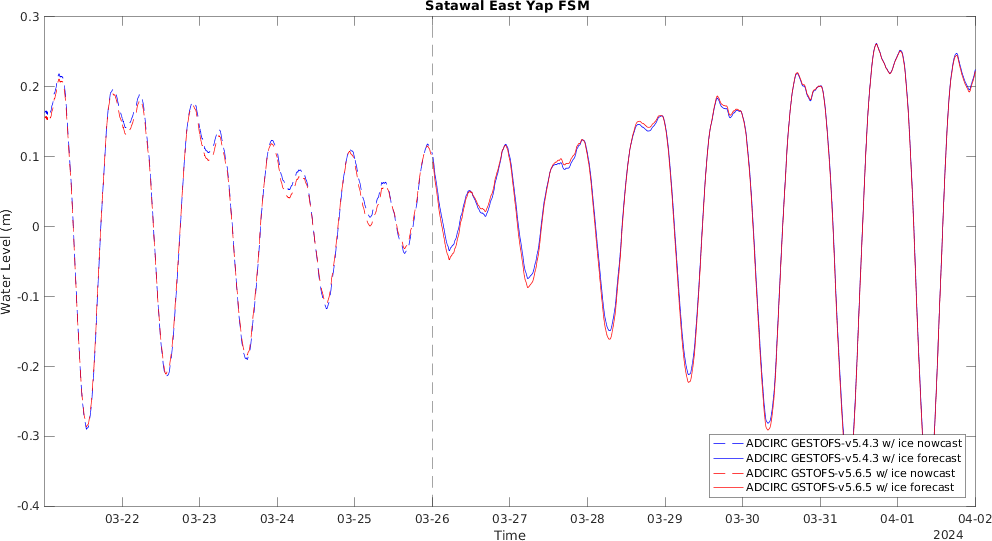 Satawal East Yap FSM
0.3
0.2
0.1
0
-0.1
-0.2
-0.3
-0.4
Water Level (m)
ADCIRC GESTOFS-v5.4.3 w/ ice nowcast
ADCIRC GESTOFS-v5.4.3 w/ ice forecast
ADCIRC GSTOFS-v5.6.5 w/ ice nowcast
ADCIRC GSTOFS-v5.6.5 w/ ice forecast
03-22 03-23 03-24 03-25 03-26 03-27 03-28 03-29 03-30 03-31 04-01 04-02
Time
2024